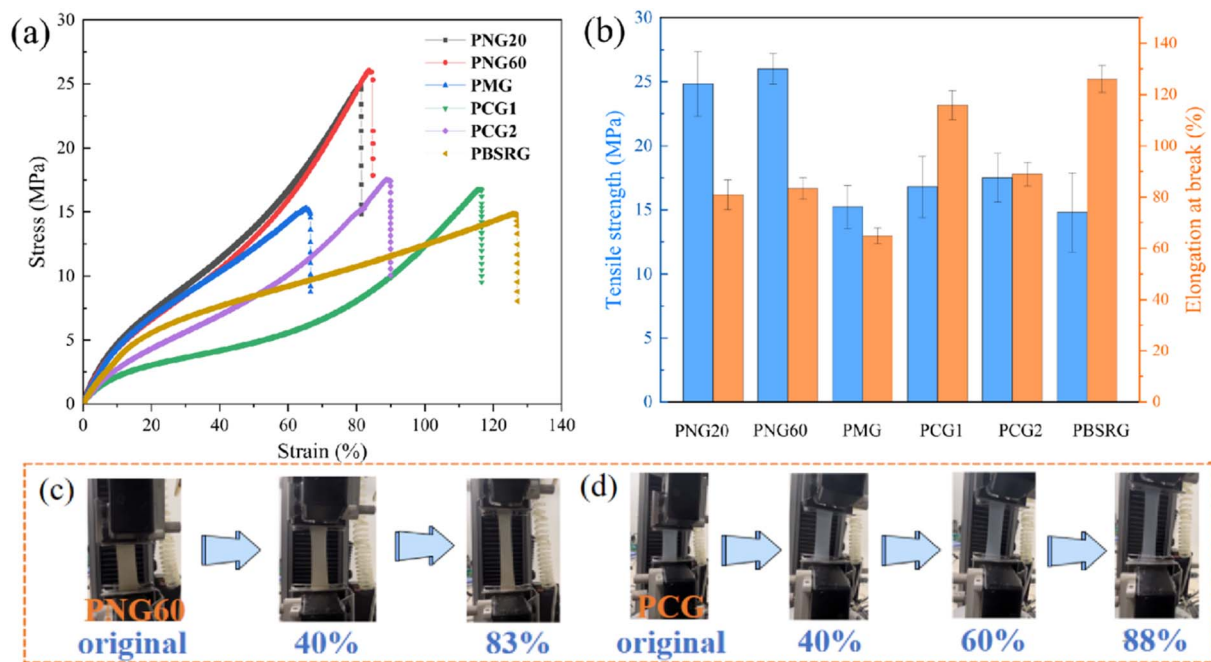 (a)
30
25
20
15
10
5
0
Stress (MPa)
0 20 40 60 80 100 120 140
Strain (%)
PNG20
PNG60
PMG
PCG1
PCG2
PBSRG
(b)
30
25
20
15
10
5
0
Tensile strength (MPa)
140
120
100
80
60
40
20
0
Elongation at break (%)
PNG20 PNG60 PMG PCG1 PCG2 PBSRG
(c)
PNG60
original 40% 83%
(d)
PCG
original 40% 60% 88%